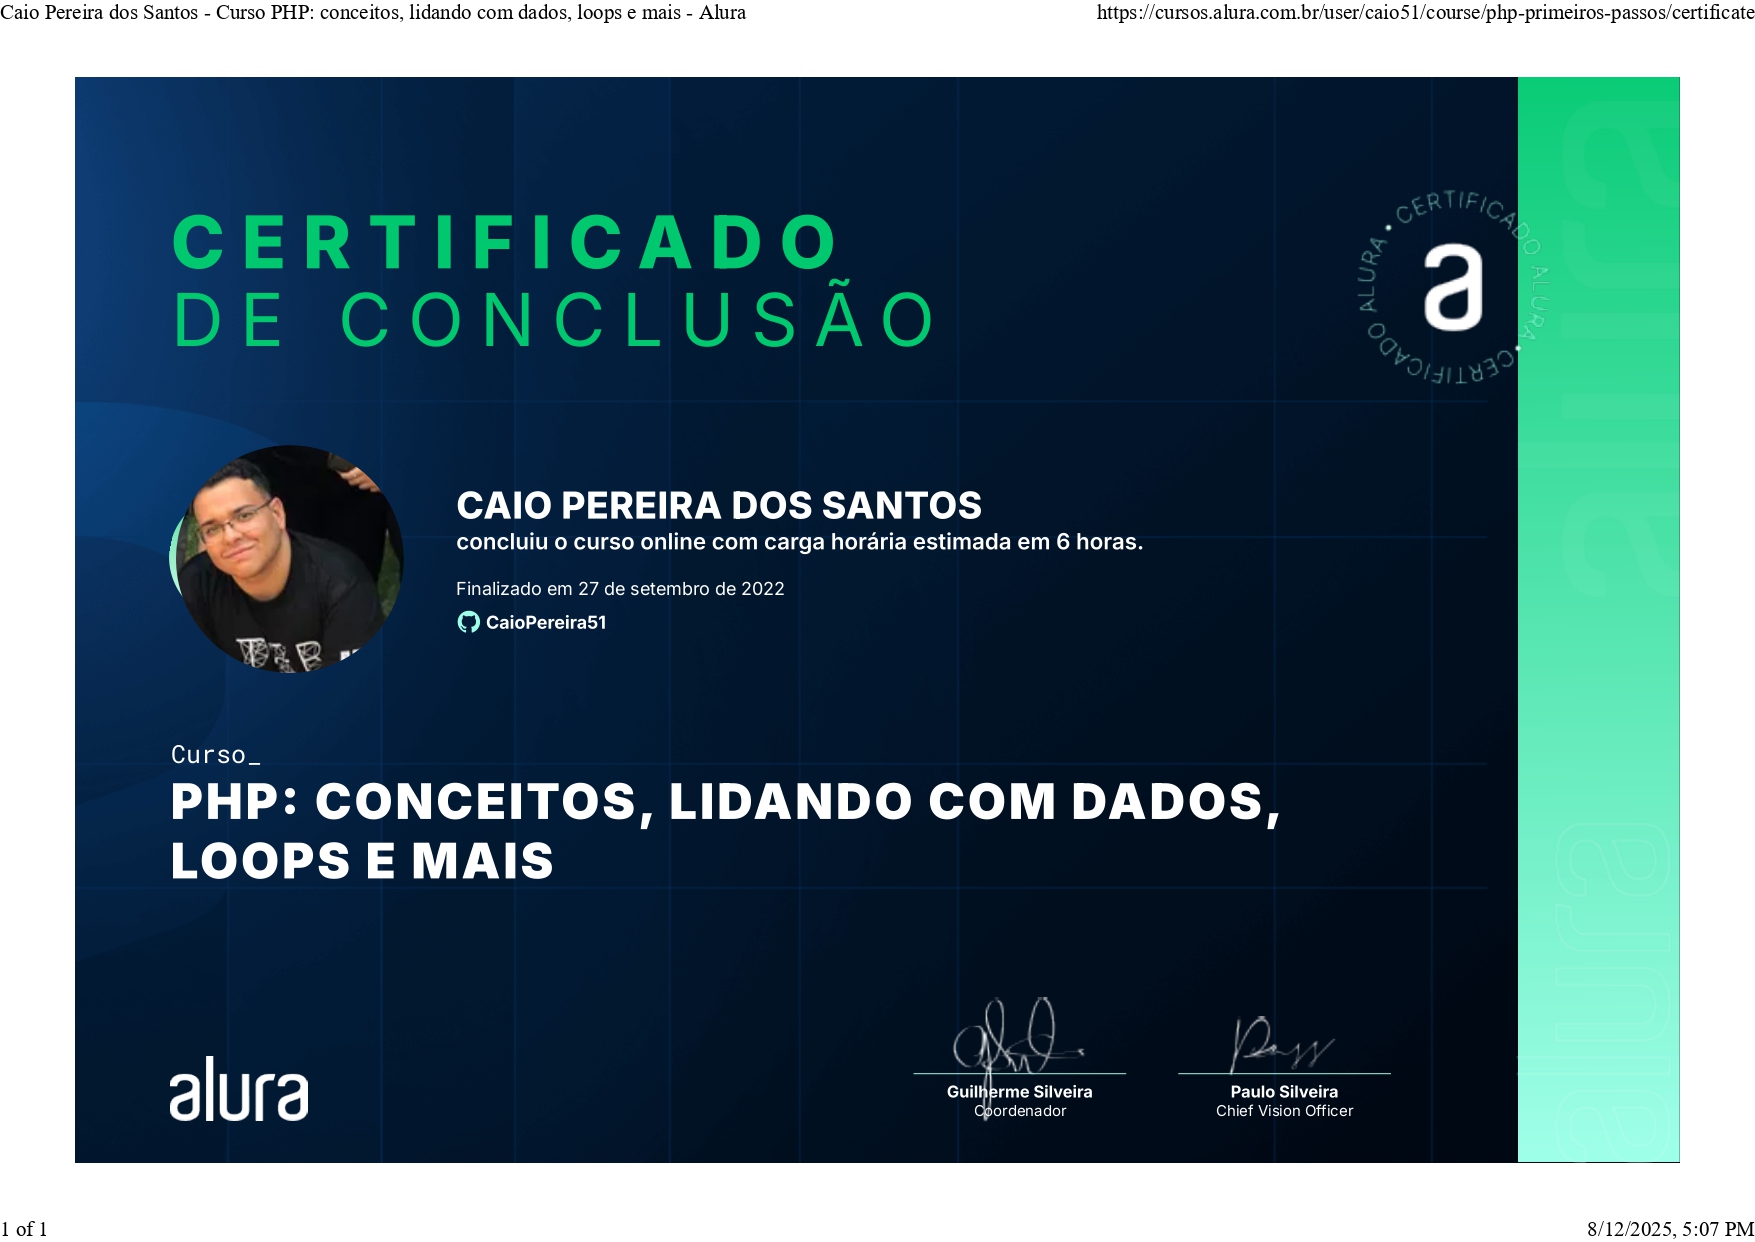 Caio Pereira dos Santos - Curso PHP: conceitos, lidando com dados, loops e mais - Alura
https://cursos.alura.com.br/user/caio51/course/php-primeiros-passos/certificate
CERTIFICADO
DE CONCLUSÃO
CERTIFICADO ALURA • CERTIFICADO ALURA •
a
CAIO PEREIRA DOS SANTOS
concluiu o curso online com carga horária estimada em 6 horas.
Finalizado em 27 de setembro de 2022
CaioPereira51
Curso_
PHP: CONCEITOS, LIDANDO COM DADOS,
LOOPS E MAIS
alura
Guilherme Silveira
Coordenador
Paulo Silveira
Chief Vision Officer
alura
alura
1 of 1
8/12/2025, 5:07 PM